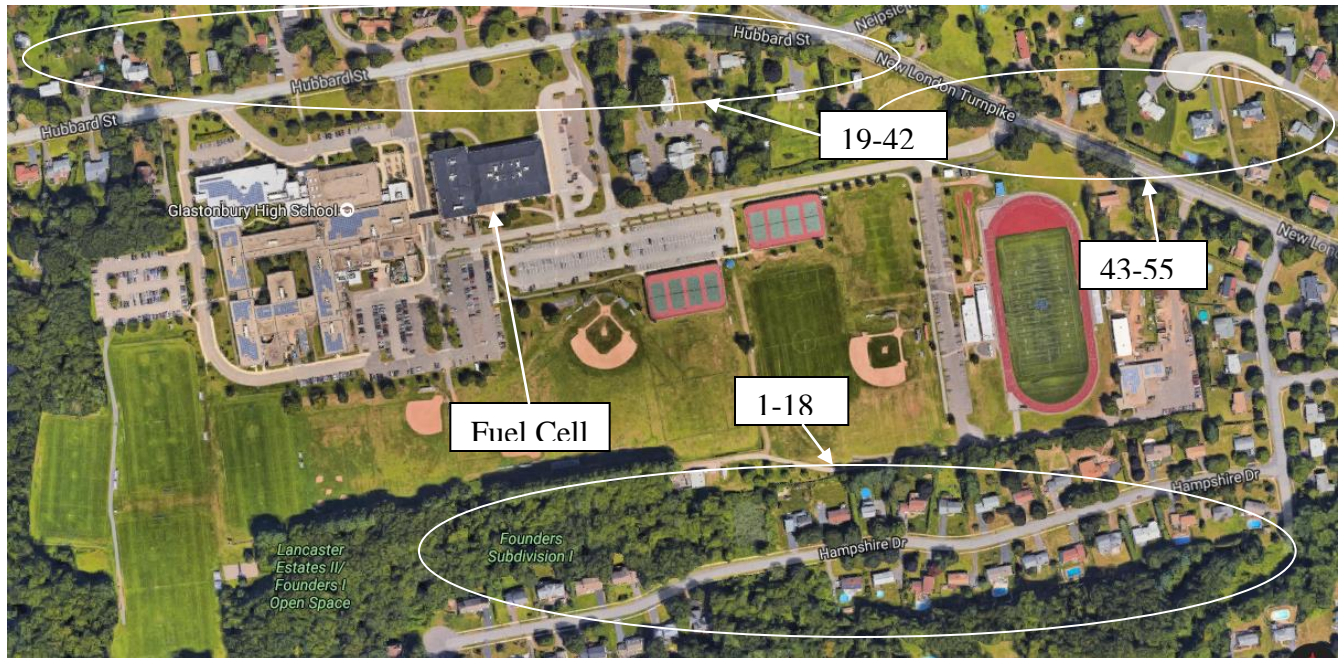 Hubbard St
Neipsic
Hubbard St
New London Turnpike
Hubbard St
19-42
Glastonbury High School
New Lon
43-55
1-18
Fuel Cell
Hampshire Dr
Founders
Subdivision I
Hampshire Dr
Lancaster
Estates II/
Founders I
Open Space